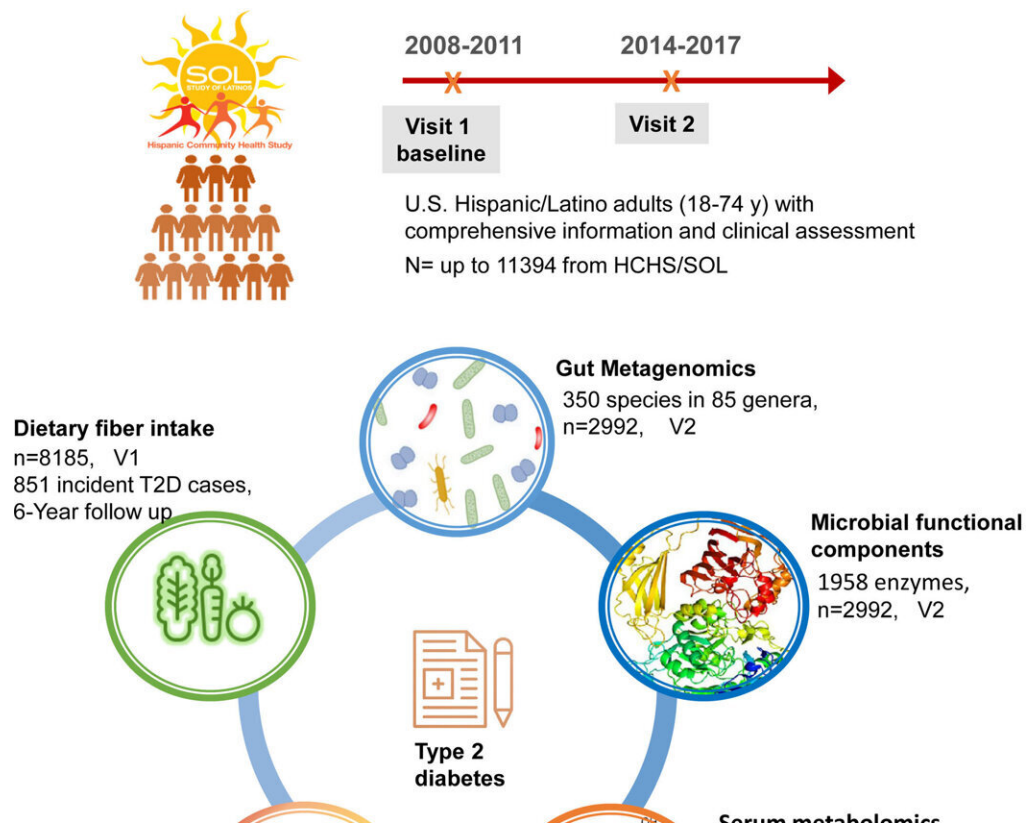 SOL
STUDY OF LATINOS
Hispanic Community Health Study
2008-2011
2014-2017
X
X
Visit 1
baseline
Visit 2
U.S. Hispanic/Latino adults (18-74 y) with
comprehensive information and clinical assessment
N= up to 11394 from HCHS/SOL
Gut Metagenomics
350 species in 85 genera,
n=2992, V2
Dietary fiber intake
n=8185, V1
851 incident T2D cases,
6-Year follow up
Microbial functional
components
1958 enzymes,
n=2992, V2
Type 2
diabetes
Serum metabolomics